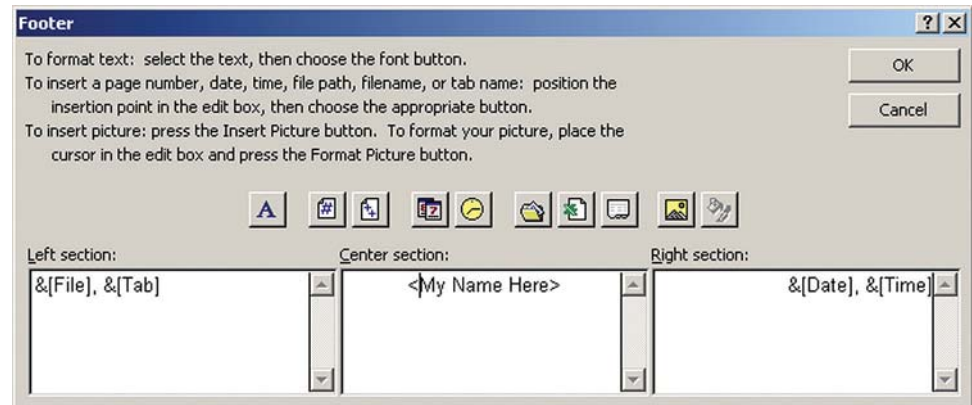 Footer
To format text: select the text, then choose the font button.
To insert a page number, date, time, file path, filename, or tab name: position the
insertion point in the edit box, then choose the appropriate button.
To insert picture: press the Insert Picture button. To format your picture, place the
cursor in the edit box and press the Format Picture button.
OK
Cancel
A
Left section:
Center section:
Right section:
&[File], &[Tab]
<My Name Here>
&[Date], &[Time]